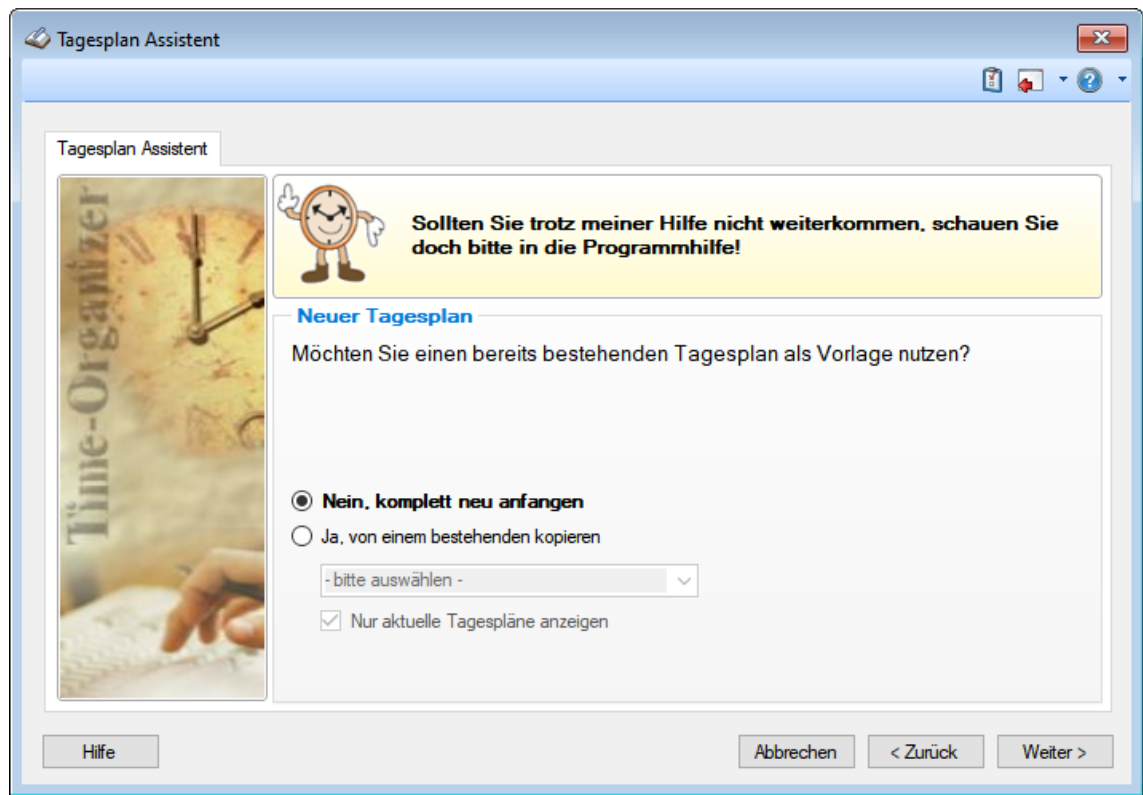 Tagesplan Assistent
Tagesplan Assistent
Time-Organizer
Sollten Sie trotz meiner Hilfe nicht weiterkommen, schauen Sie
doch bitte in die Programmhilfe!
Neuer Tagesplan
Möchten Sie einen bereits bestehenden Tagesplan als Vorlage nutzen?
Nein, komplett neu anfangen
Ja, von einem bestehenden kopieren
- bitte auswählen -
Nur aktuelle Tagespläne anzeigen
Hilfe
Abbrechen
< Zurück
Weiter >